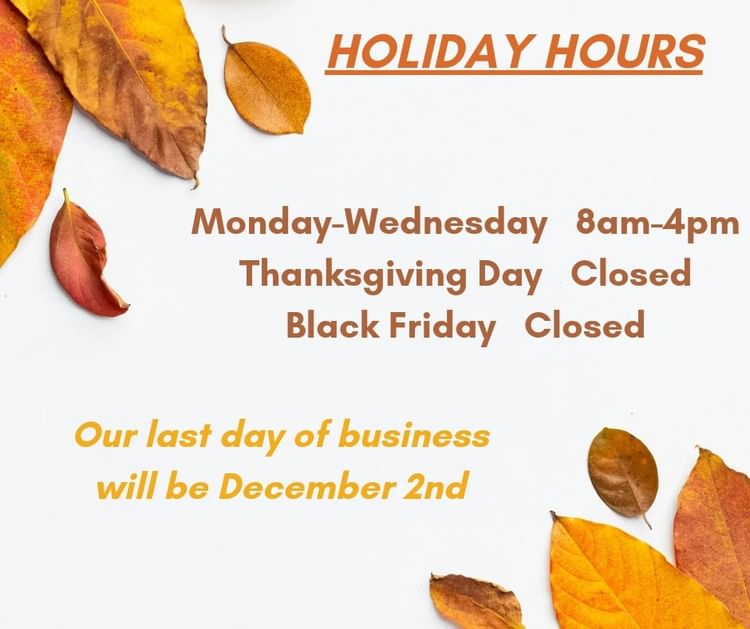 HOLIDAY HOURS
Monday-Wednesday 8am-4pm
Thanksgiving Day Closed
Black Friday Closed
Our last day of business
will be December 2nd